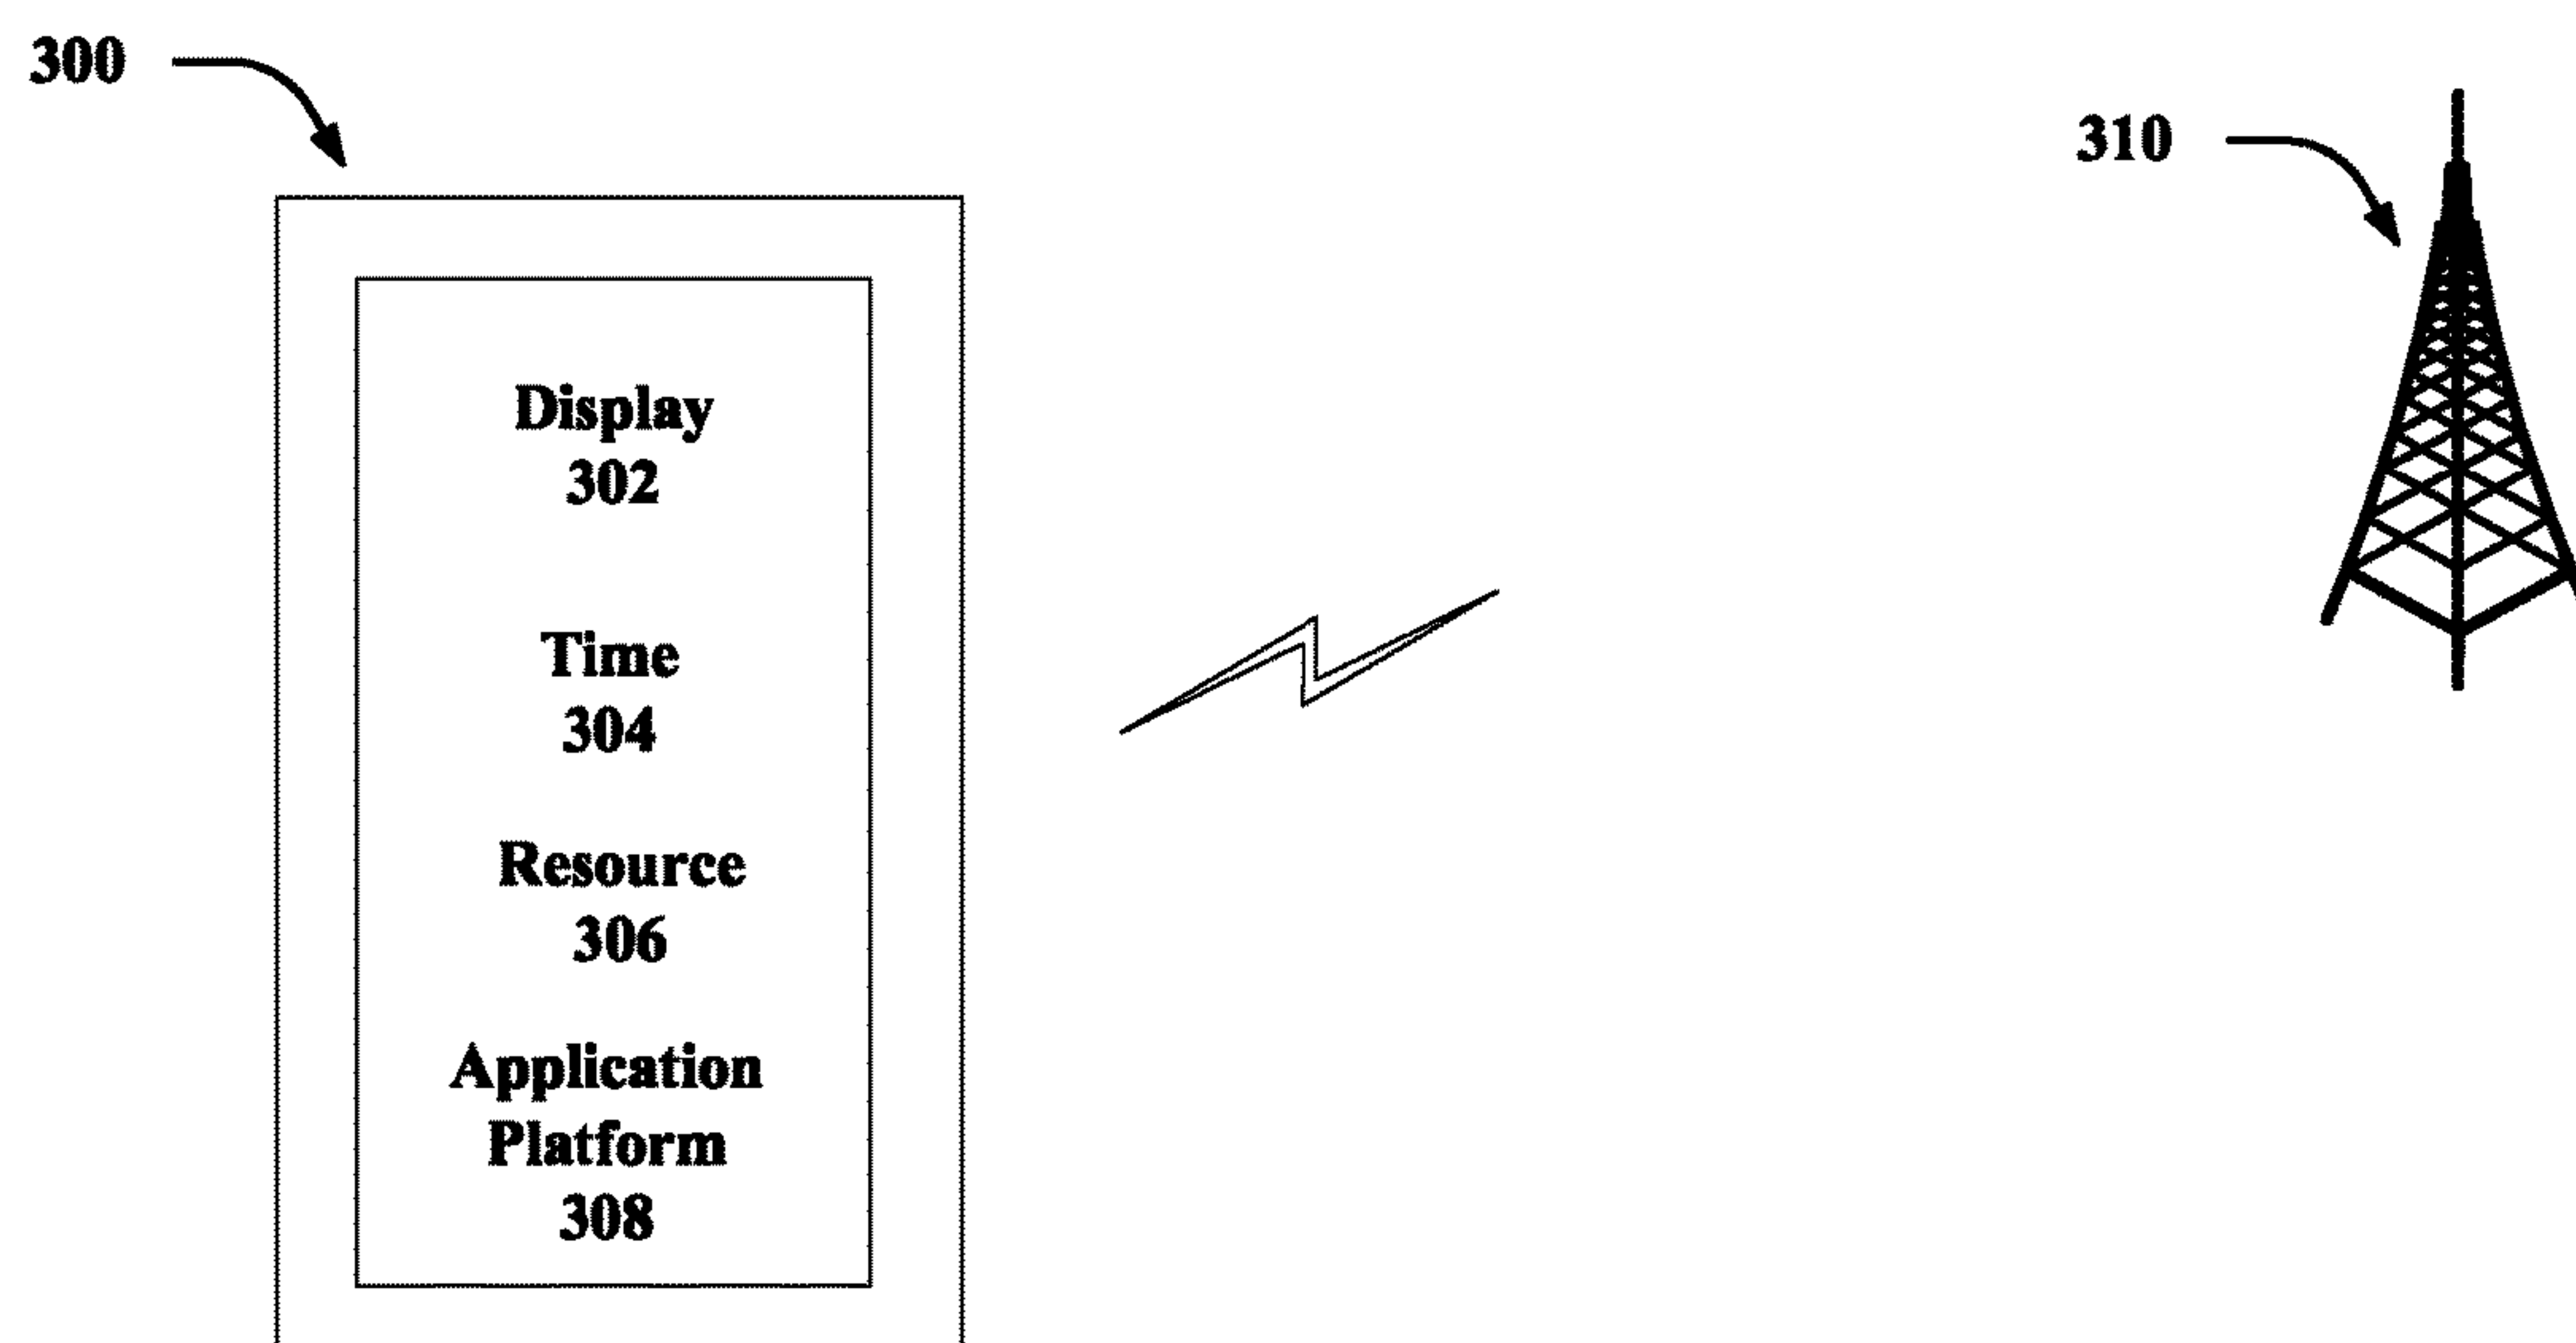 300
310
Display
302
Time
304
Resource
306
Application
Platform
308